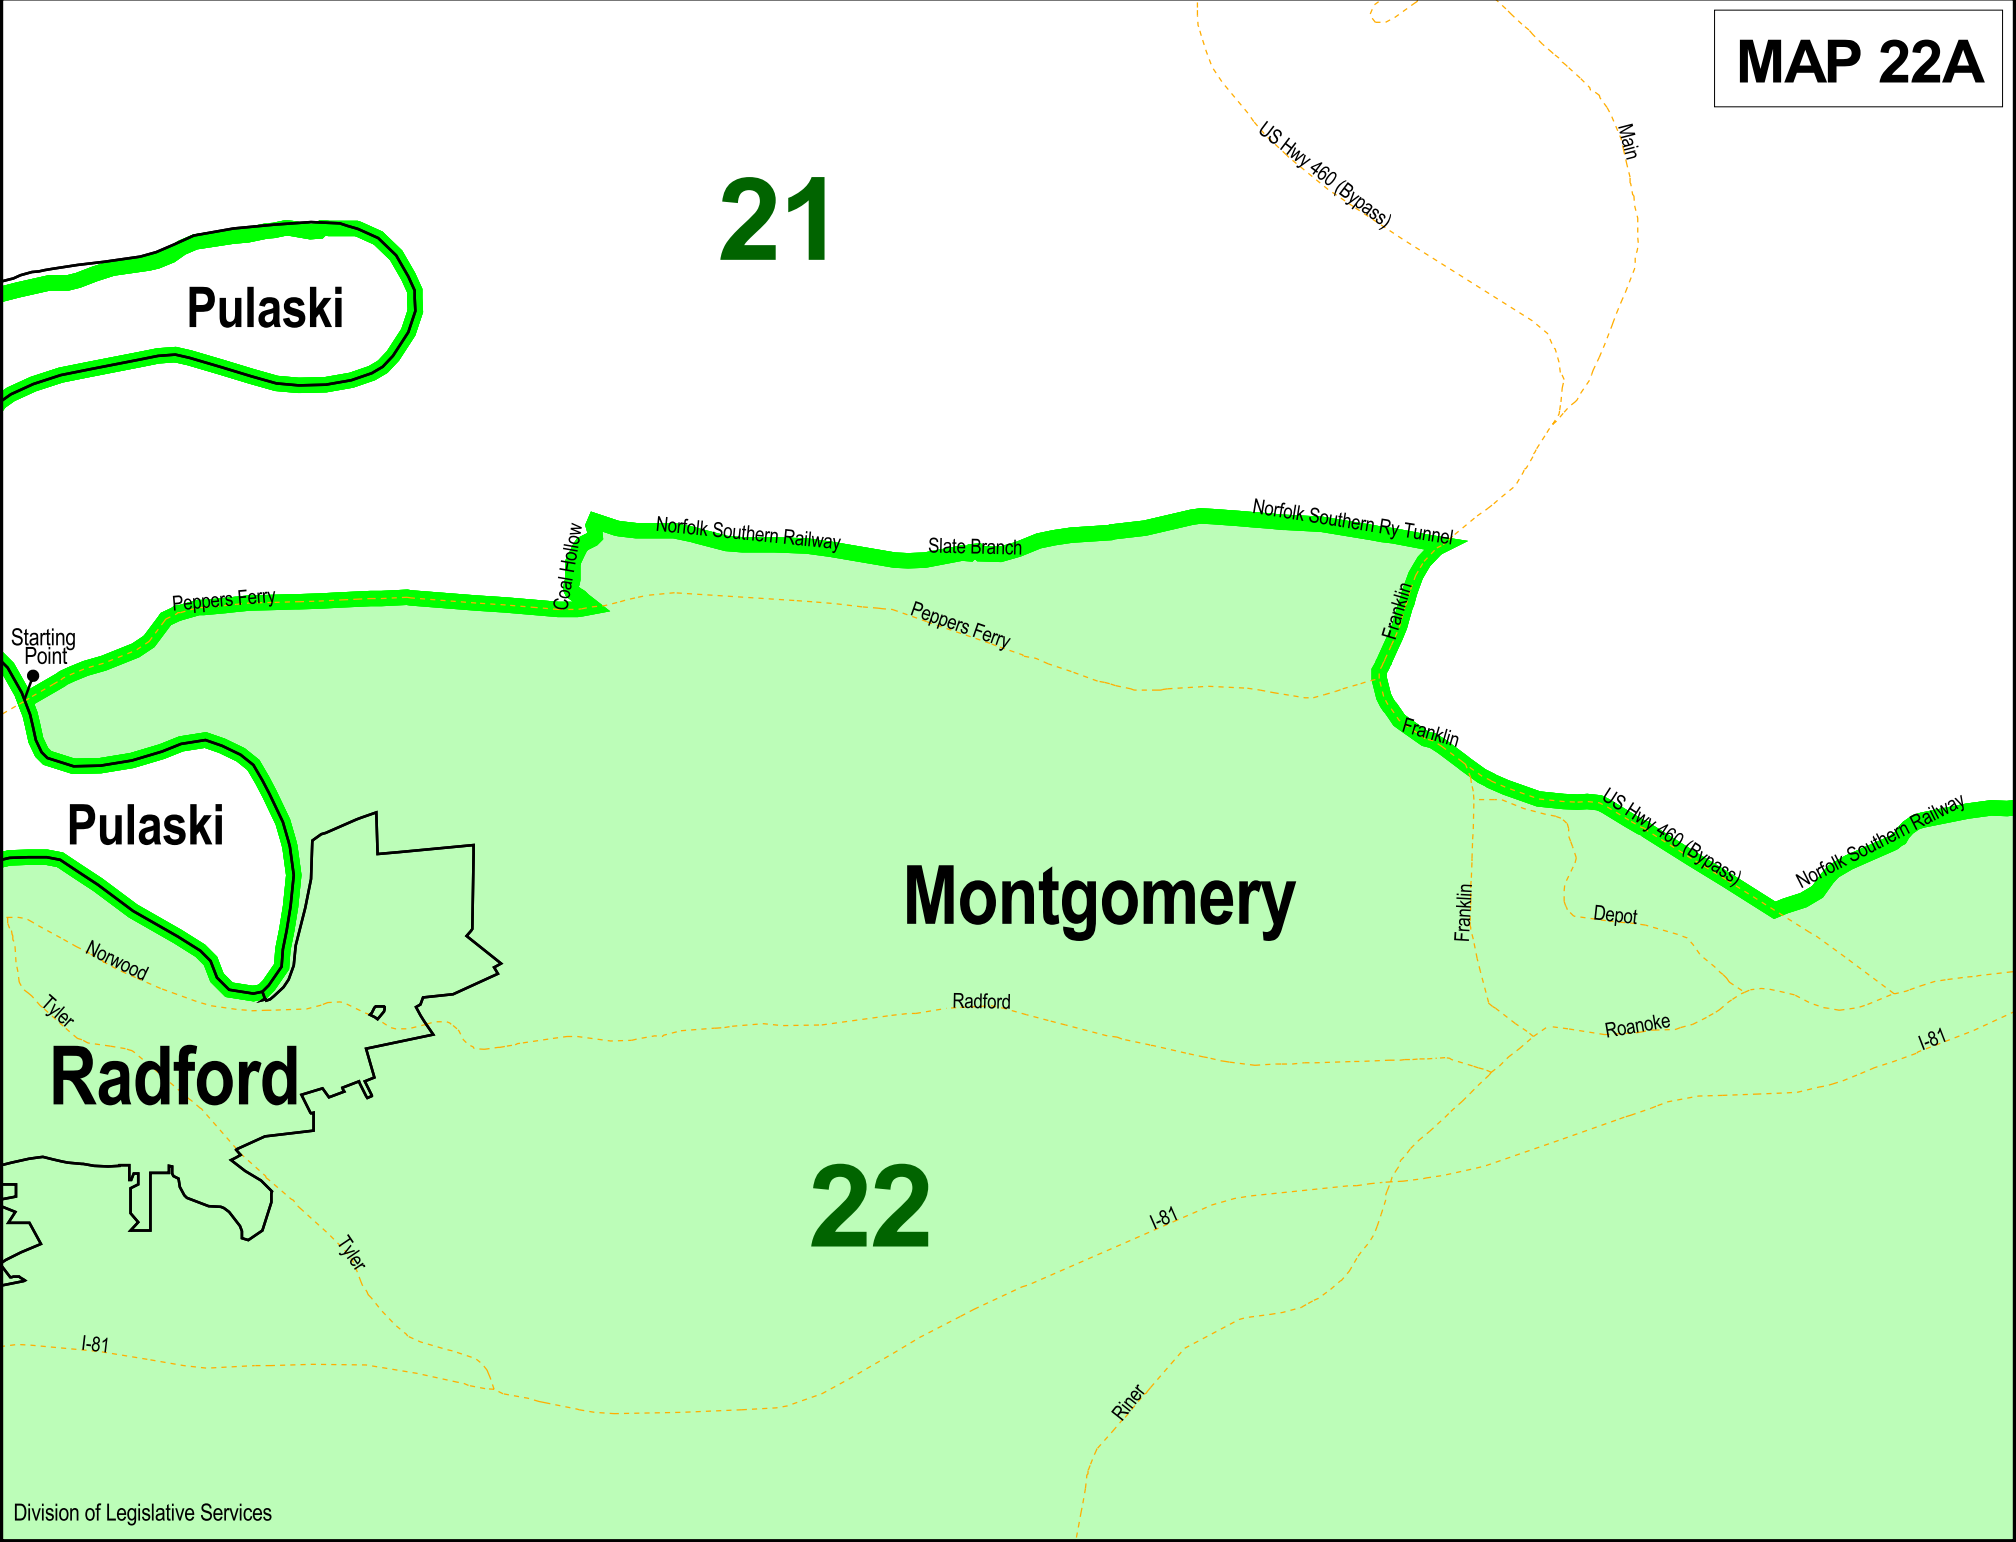 MAP 22A
Main
US Hwy 460 (Bypass)
21
Pulaski
Norfolk Southern Ry Tunnel
Norfolk Southern Railway
Slate Branch
Coal Hollow
Peppers Ferry
Peppers Ferry
Franklin
Starting
Point
Franklin
Pulaski
US Hwy 460 (Bypass)
Norfolk Southern Railway
Montgomery
Franklin
Depot
Norwood
Tyler
Radford
Roanoke
I-81
Radford
22
I-81
Tyler
I-81
Riner
Division of Legislative Services